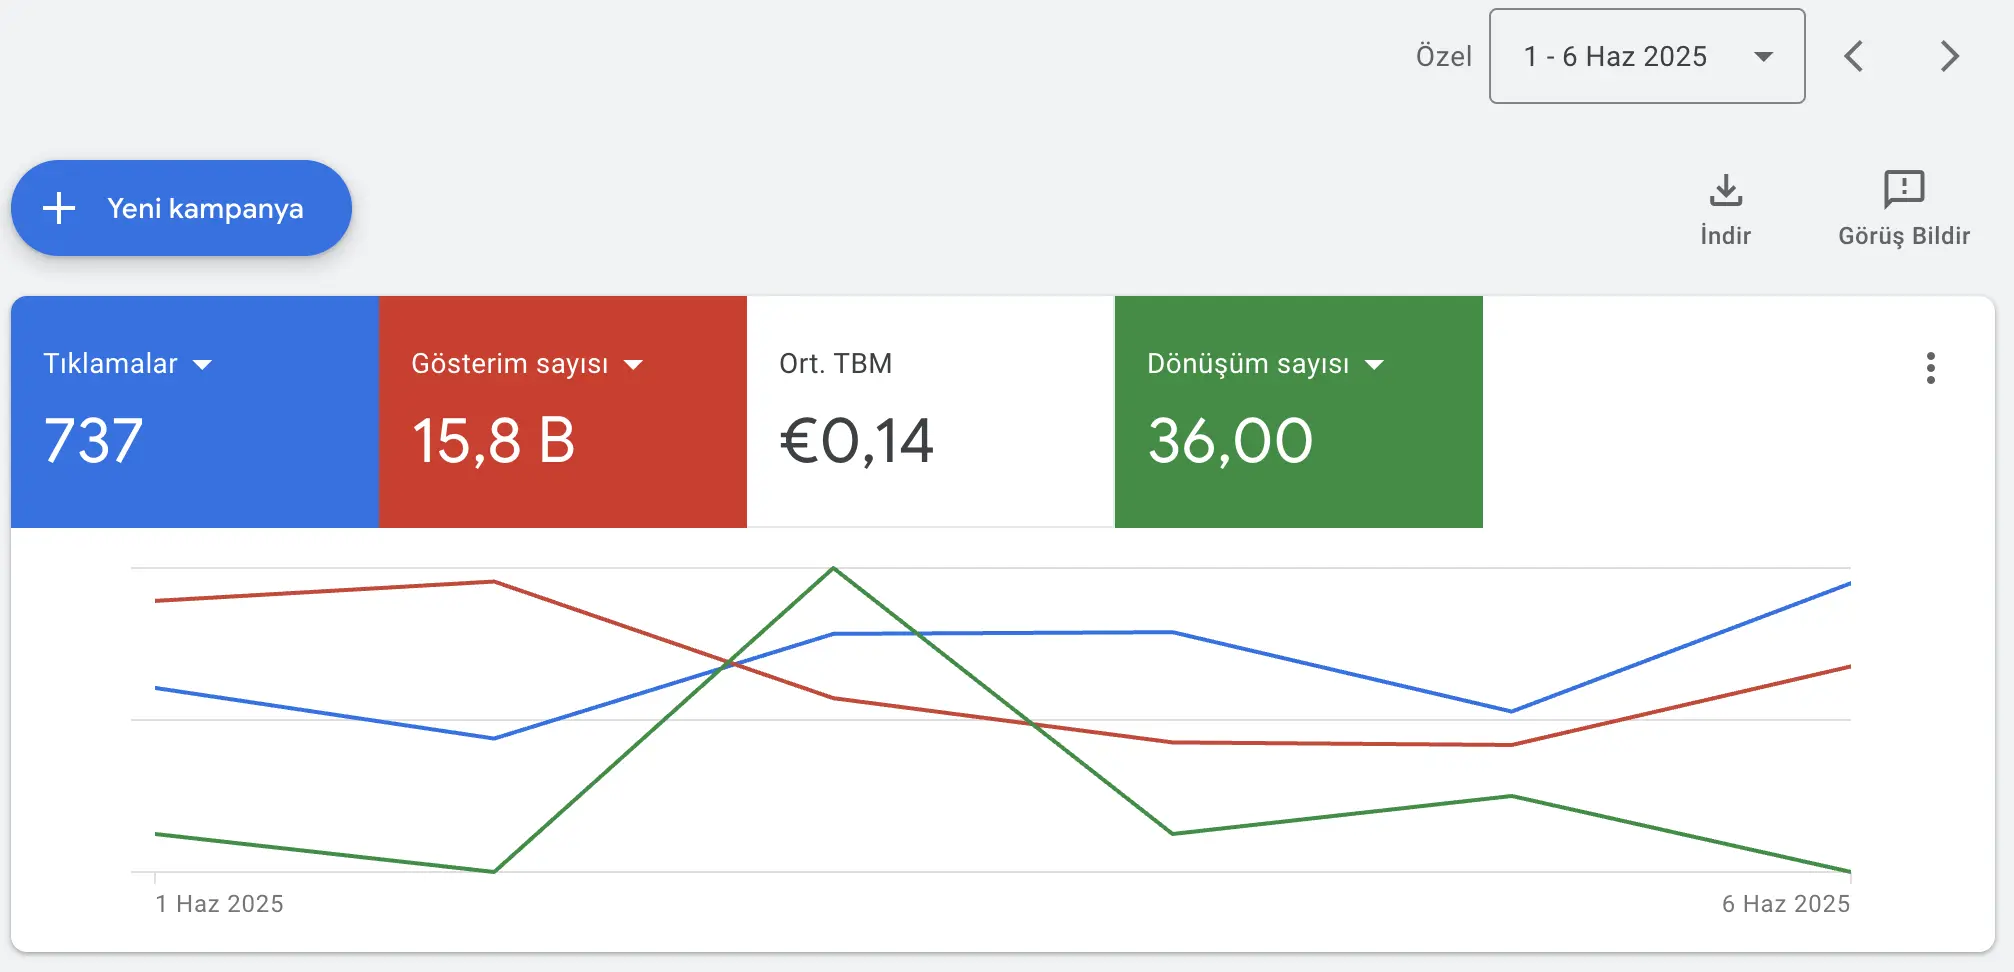 Özel
1 - 6 Haz 2025
Yeni kampanya
İndir
Görüş Bildir
Tıklamalar
737
Gösterim sayısı
15,8 B
Ort. TBM
€0,14
Dönüşüm sayısı
36,00
1 Haz 2025
6 Haz 2025